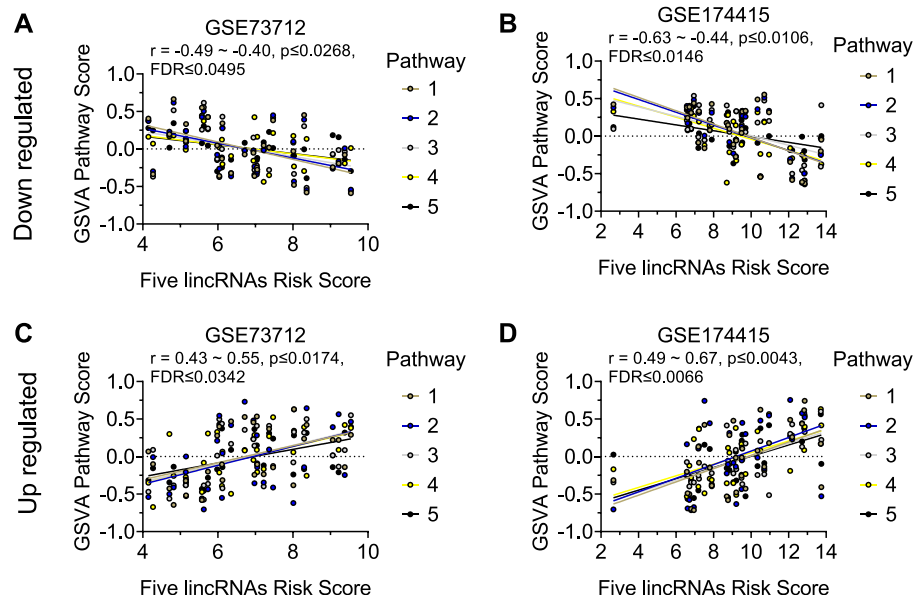 A
GSE73712
r = -0.49 ~ -0.40, p≤0.0268,
FDR≤0.0495
Down regulated
GSVA Pathway Score
1.0
0.5
0.0
-0.5
-1.0
4 6 8 10
Five lincRNAs Risk Score
Pathway
1
2
3
4
5
B
GSE174415
r = -0.63 ~ -0.44, p≤0.0106,
FDR≤0.0146
GSVA Pathway Score
1.0
0.5
0.0
-0.5
-1.0
2 4 6 8 10 12 14
Five lincRNAs Risk Score
Pathway
1
2
3
4
5
C
GSE73712
r = 0.43 ~ 0.55, p≤0.0174,
FDR≤0.0342
Up regulated
GSVA Pathway Score
1.0
0.5
0.0
-0.5
-1.0
4 6 8 10
Five lincRNAs Risk Score
Pathway
1
2
3
4
5
D
GSE174415
r = 0.49 ~ 0.67, p≤0.0043,
FDR≤0.0066
GSVA Pathway Score
1.0
0.5
0.0
-0.5
-1.0
2 4 6 8 10 12 14
Five lincRNAs Risk Score
Pathway
1
2
3
4
5